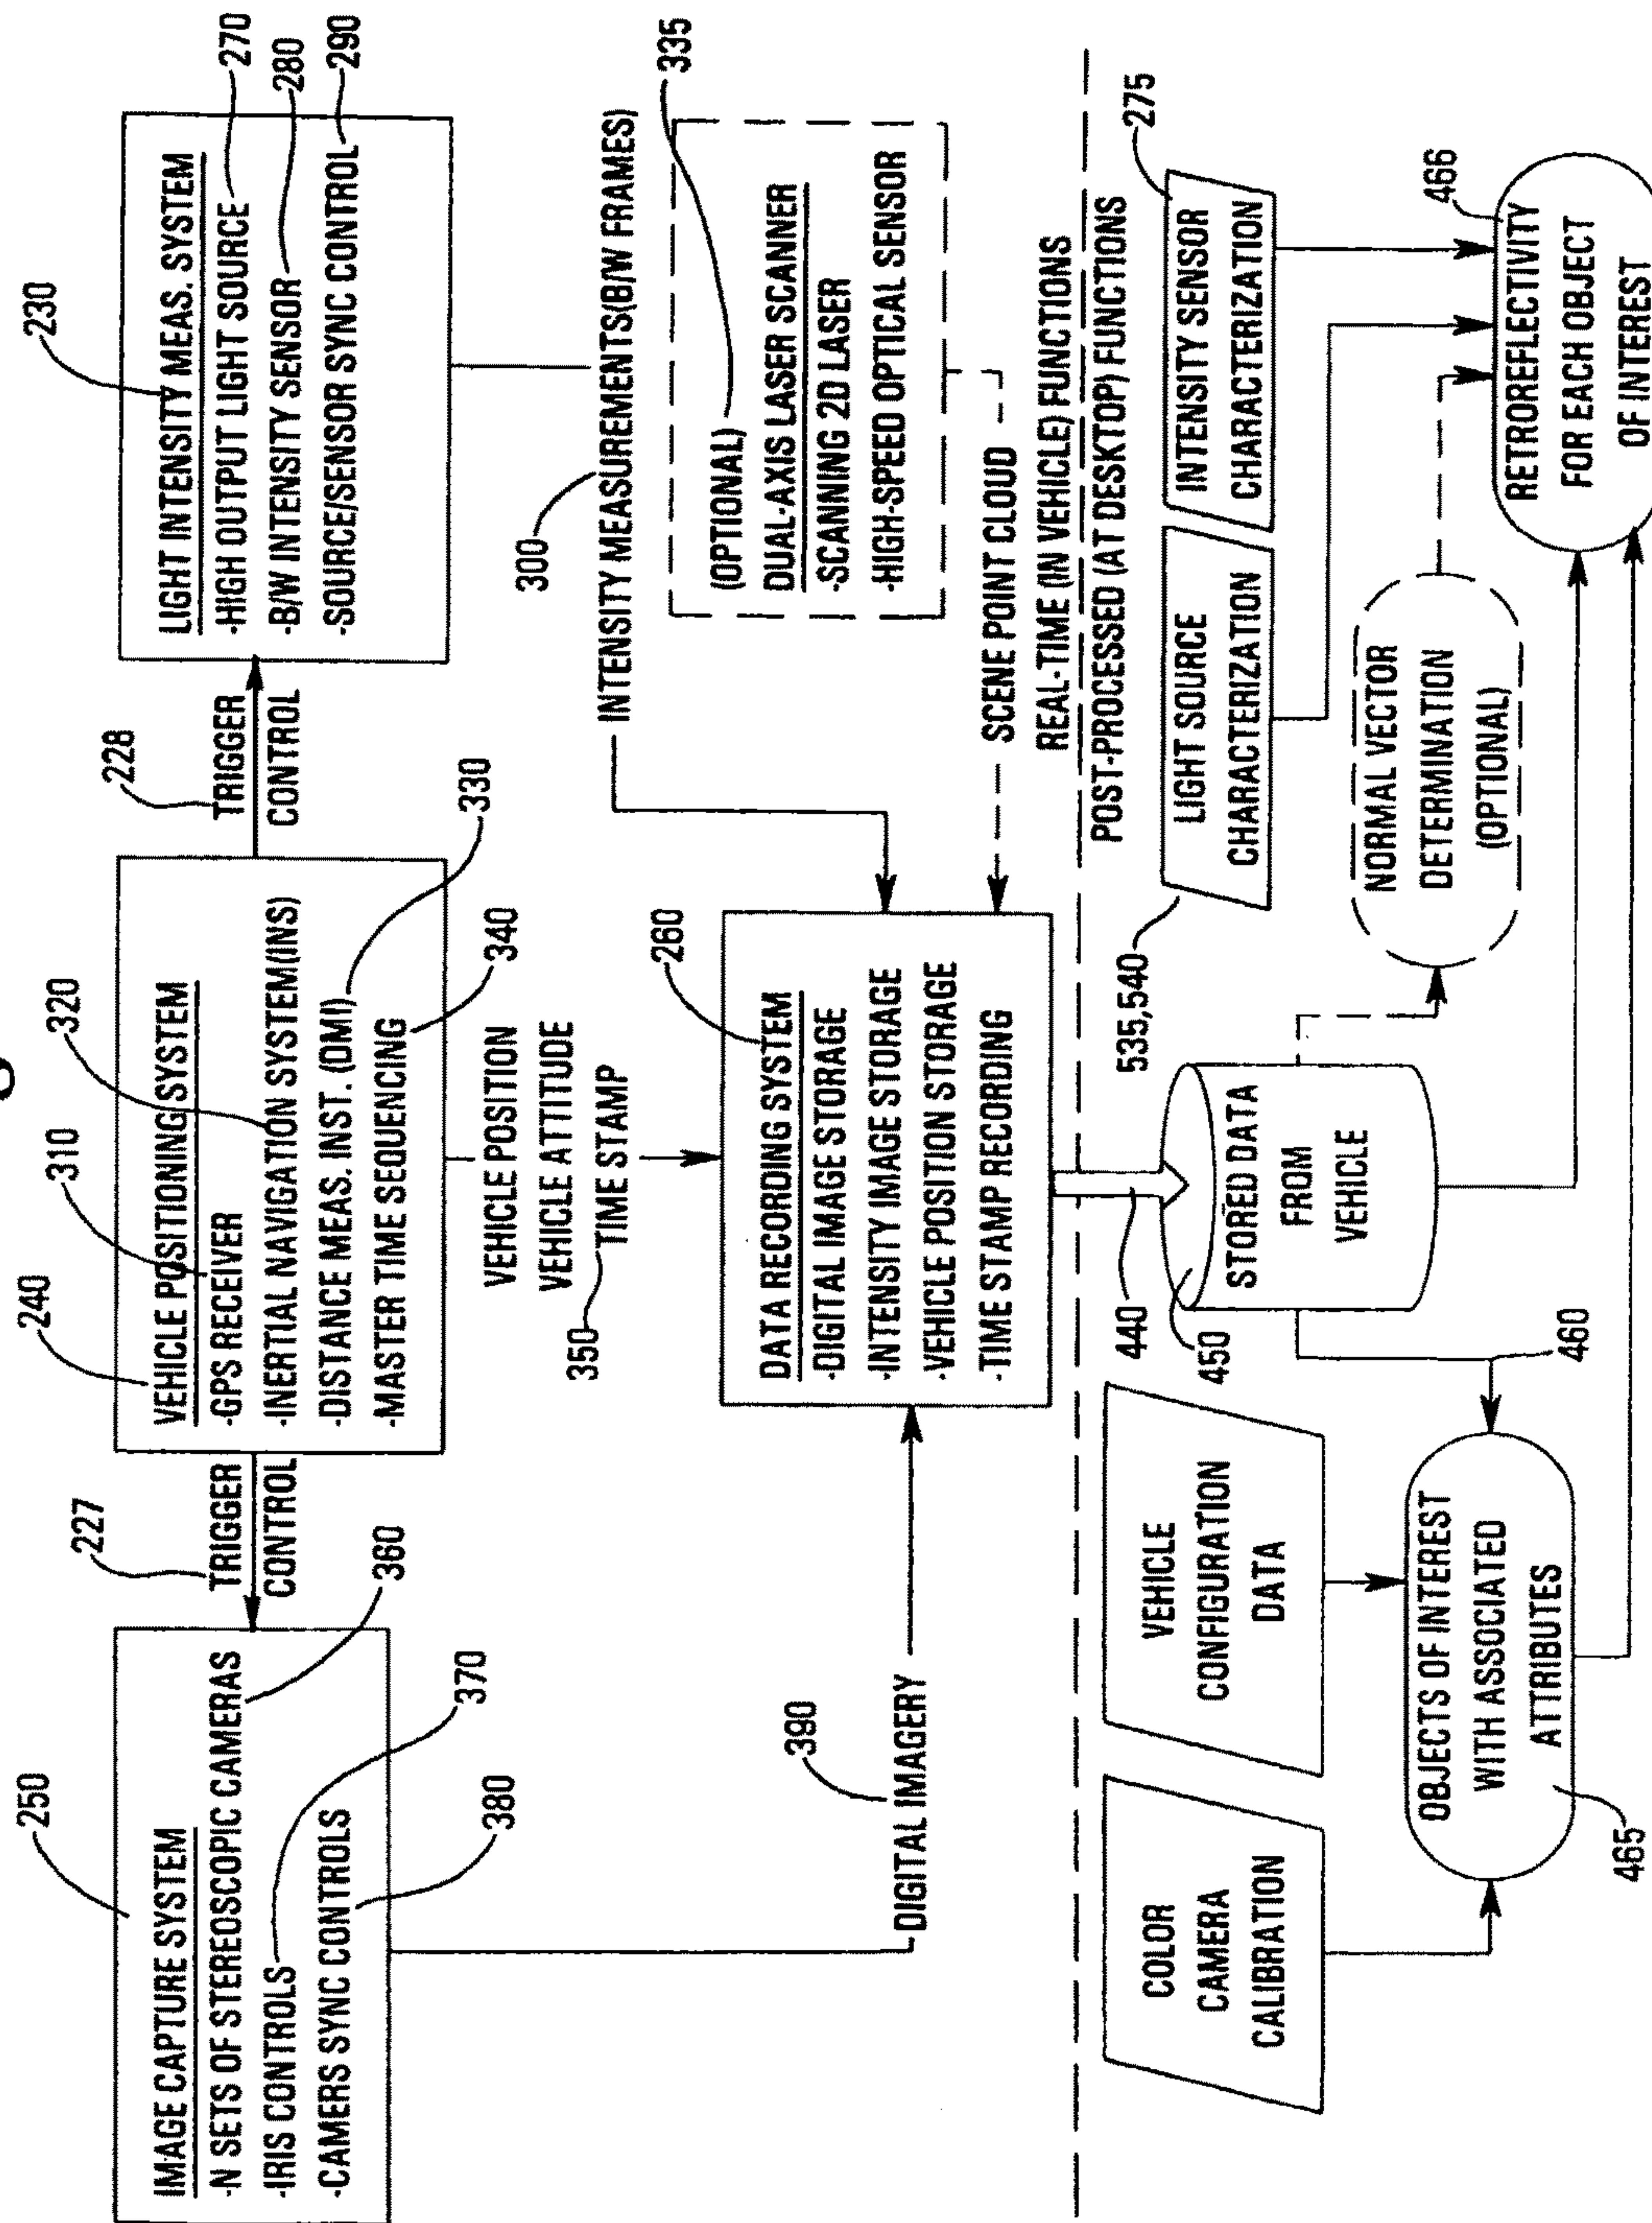 250
IMAGE CAPTURE SYSTEM
-N SETS OF STEREOSCOPIC CAMERAS
-IRIS CONTROLS
-CAMERS SYNC CONTROLS
360
370
380
227
TRIGGER
CONTROL
240
310
320
VEHICLE POSITIONING SYSTEM
-GPS RECEIVER
-INERTIAL NAVIGATION SYSTEM(INS)
-DISTANCE MEAS. INST. (DMI)
-MASTER TIME SEQUENCING
330
340
228
TRIGGER
CONTROL
230
LIGHT INTENSITY MEAS. SYSTEM
-HIGH OUTPUT LIGHT SOURCE
-B/W INTENSITY SENSOR
-SOURCE/SENSOR SYNC CONTROL
270
280
290
VEHICLE POSITION
VEHICLE ATTITUDE
350
TIME STAMP
300
INTENSITY MEASUREMENTS(B/W FRAMES)
335
(OPTIONAL)
DUAL-AXIS LASER SCANNER
-SCANNING 2D LASER
-HIGH-SPEED OPTICAL SENSOR
390
DIGITAL IMAGERY
260
DATA RECORDING SYSTEM
-DIGITAL IMAGE STORAGE
-INTENSITY IMAGE STORAGE
-VEHICLE POSITION STORAGE
-TIME STAMP RECORDING
SCENE POINT CLOUD
REAL-TIME (IN VEHICLE) FUNCTIONS
POST-PROCESSED (AT DESKTOP) FUNCTIONS
COLOR
CAMERA
CALIBRATION
VEHICLE
CONFIGURATION
DATA
440
450
STORED DATA
FROM
VEHICLE
535,540
LIGHT SOURCE
CHARACTERIZATION
INTENSITY SENSOR
CHARACTERIZATION
275
460
OBJECTS OF INTEREST
WITH ASSOCIATED
ATTRIBUTES
465
NORMAL VECTOR
DETERMINATION
(OPTIONAL)
466
RETROREFLECTIVITY
FOR EACH OBJECT
OF INTEREST